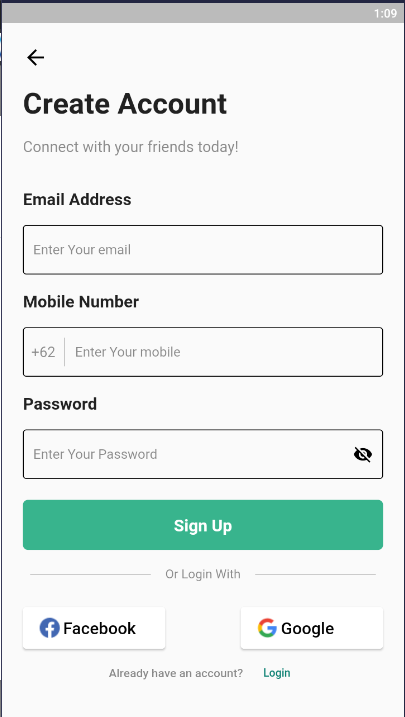 1:09
Create Account
Connect with your friends today!
Email Address
Enter Your email
Mobile Number
+62 Enter Your mobile
Password
Enter Your Password
Sign Up
Or Login With
Facebook Google
Already have an account? Login